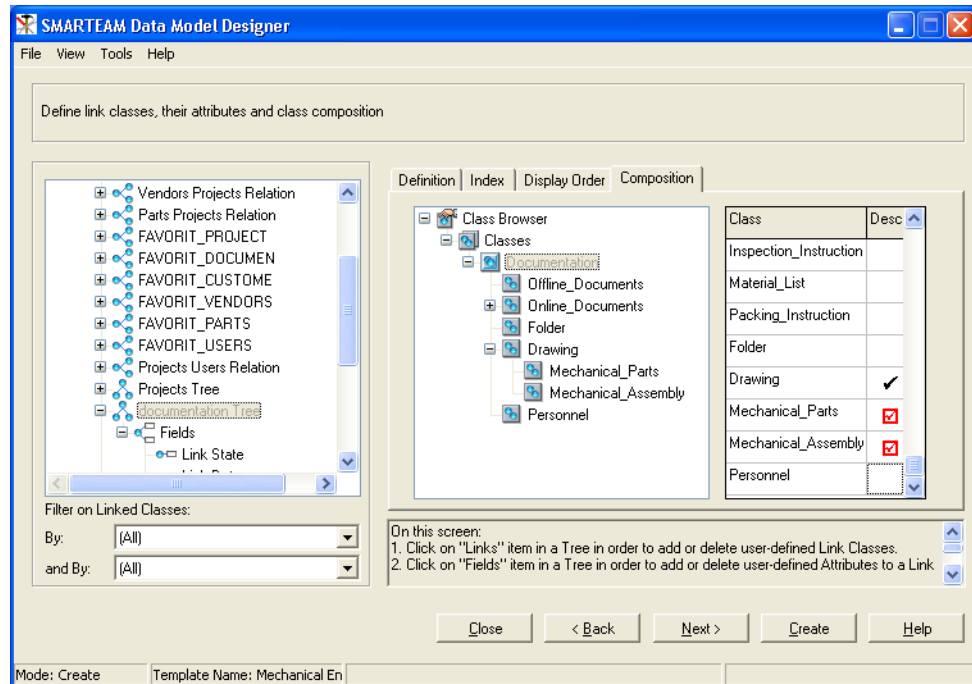 SMARTEAM Data Model Designer
File View Tools Help
Define link classes, their attributes and class composition
Vendors Projects Relation
Parts Projects Relation
FAVORIT_PROJECT
FAVORIT_DOCUMEN
FAVORIT_CUSTOME
FAVORIT_VENDORS
FAVORIT_PARTS
FAVORIT_USERS
Projects Users Relation
Projects Tree
documentation Tree
Fields
Link State
Filter on Linked Classes:
By: (All)
and By: (All)
Definition Index Display Order Composition
Class Browser
Classes
Documentation
Offline_Documents
Online_Documents
Folder
Drawing
Mechanical_Parts
Mechanical_Assembly
Personnel
Class Desc
Inspection_Instruction
Material_List
Packing_Instruction
Folder
Drawing
Mechanical_Parts
Mechanical_Assembly
Personnel
On this screen:
1. Click on "Links" item in a Tree in order to add or delete user-defined Link Classes.
2. Click on "Fields" item in a Tree in order to add or delete user-defined Attributes to a Link
Close < Back Next > Create Help
Mode: Create Template Name: Mechanical En